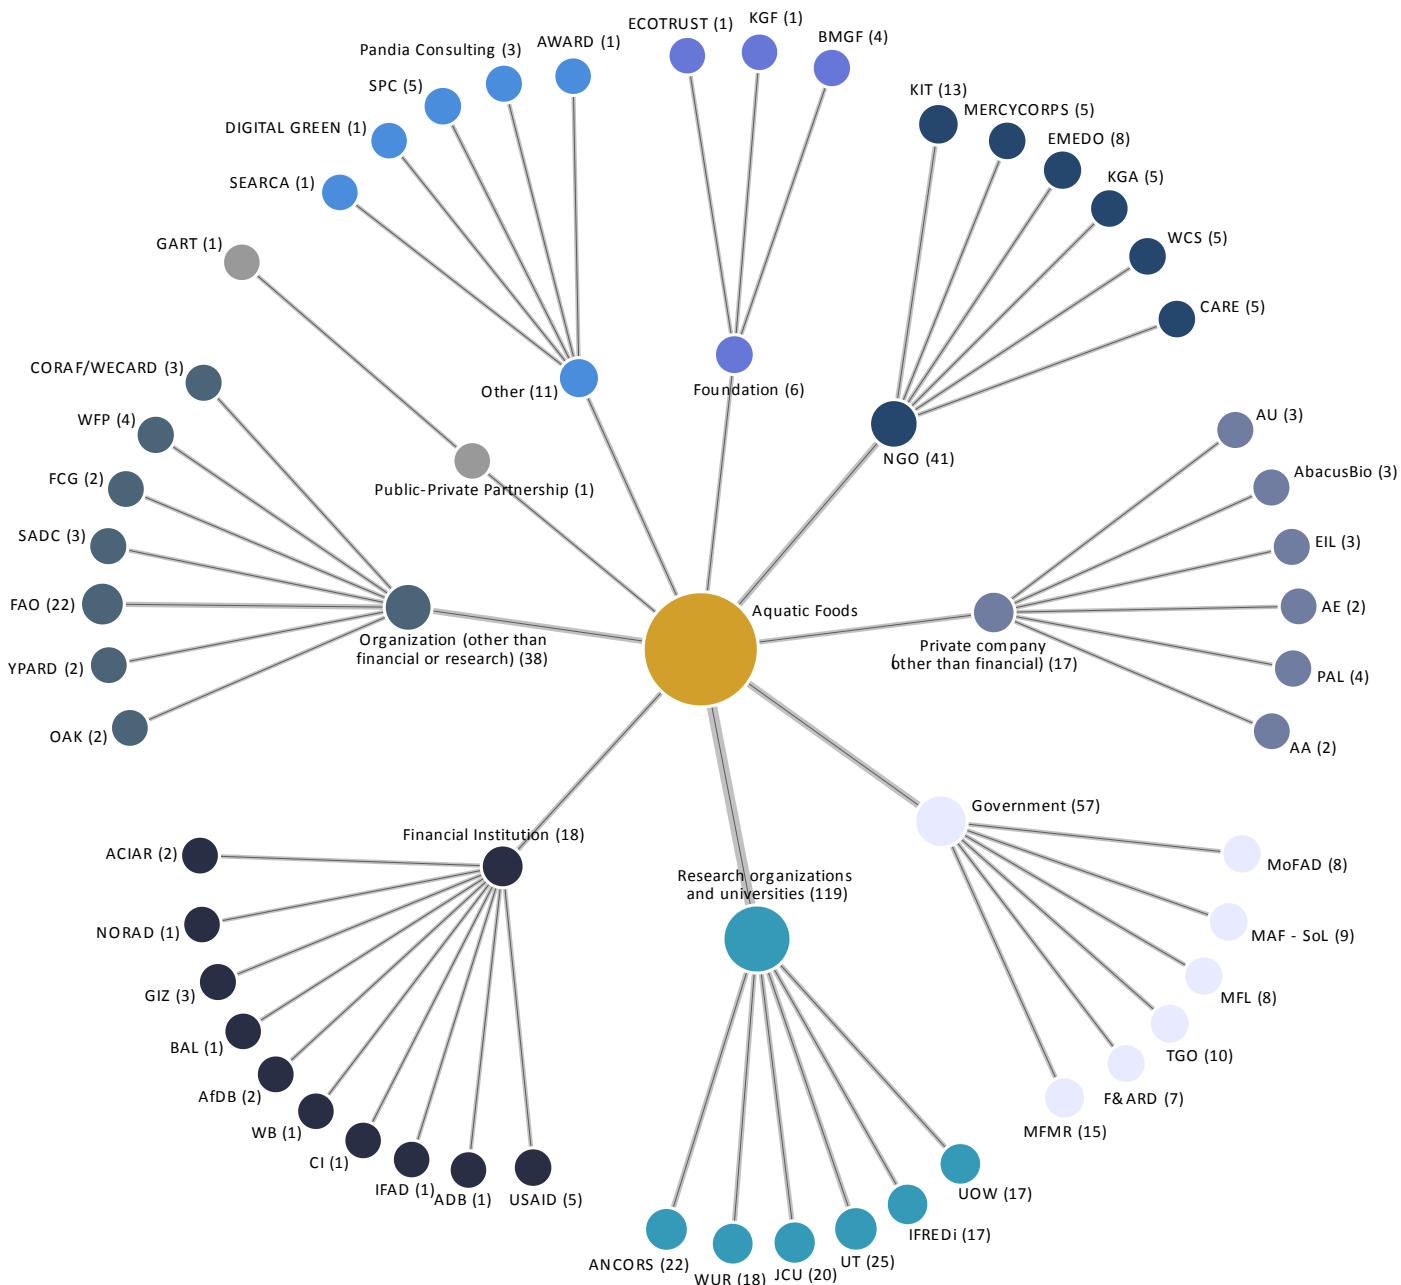 ECOTRUST (1)
KGF (1)
BMGF (4)
AWARD (1)
Pandia Consulting (3)
SPC (5)
DIGITAL GREEN (1)
SEARCA (1)
Other (11)
Foundation (6)
KIT (13)
MERCYCORPS (5)
EMEDO (8)
KGA (5)
WCS (5)
CARE (5)
NGO (41)
GART (1)
Public-Private Partnership (1)
CORAF/WECARD (3)
WFP (4)
FCG (2)
SADC (3)
FAO (22)
YPARD (2)
OAK (2)
Organization (other than
financial or research) (38)
Aquatic Foods
AU (3)
AbacusBio (3)
EIL (3)
AE (2)
PAL (4)
AA (2)
Private company
(other than financial) (17)
Government (57)
MoFAD (8)
MAF - SoL (9)
MFL (8)
TGO (10)
F&ARD (7)
MFMR (15)
Financial Institution (18)
ACIAR (2)
NORAD (1)
GIZ (3)
BAL (1)
AfDB (2)
WB (1)
CI (1)
IFAD (1)
ADB (1)
USAID (5)
Research organizations
and universities (119)
ANCORS (22)
WUR (18)
JCU (20)
UT (25)
IFREDi (17)
UOW (17)